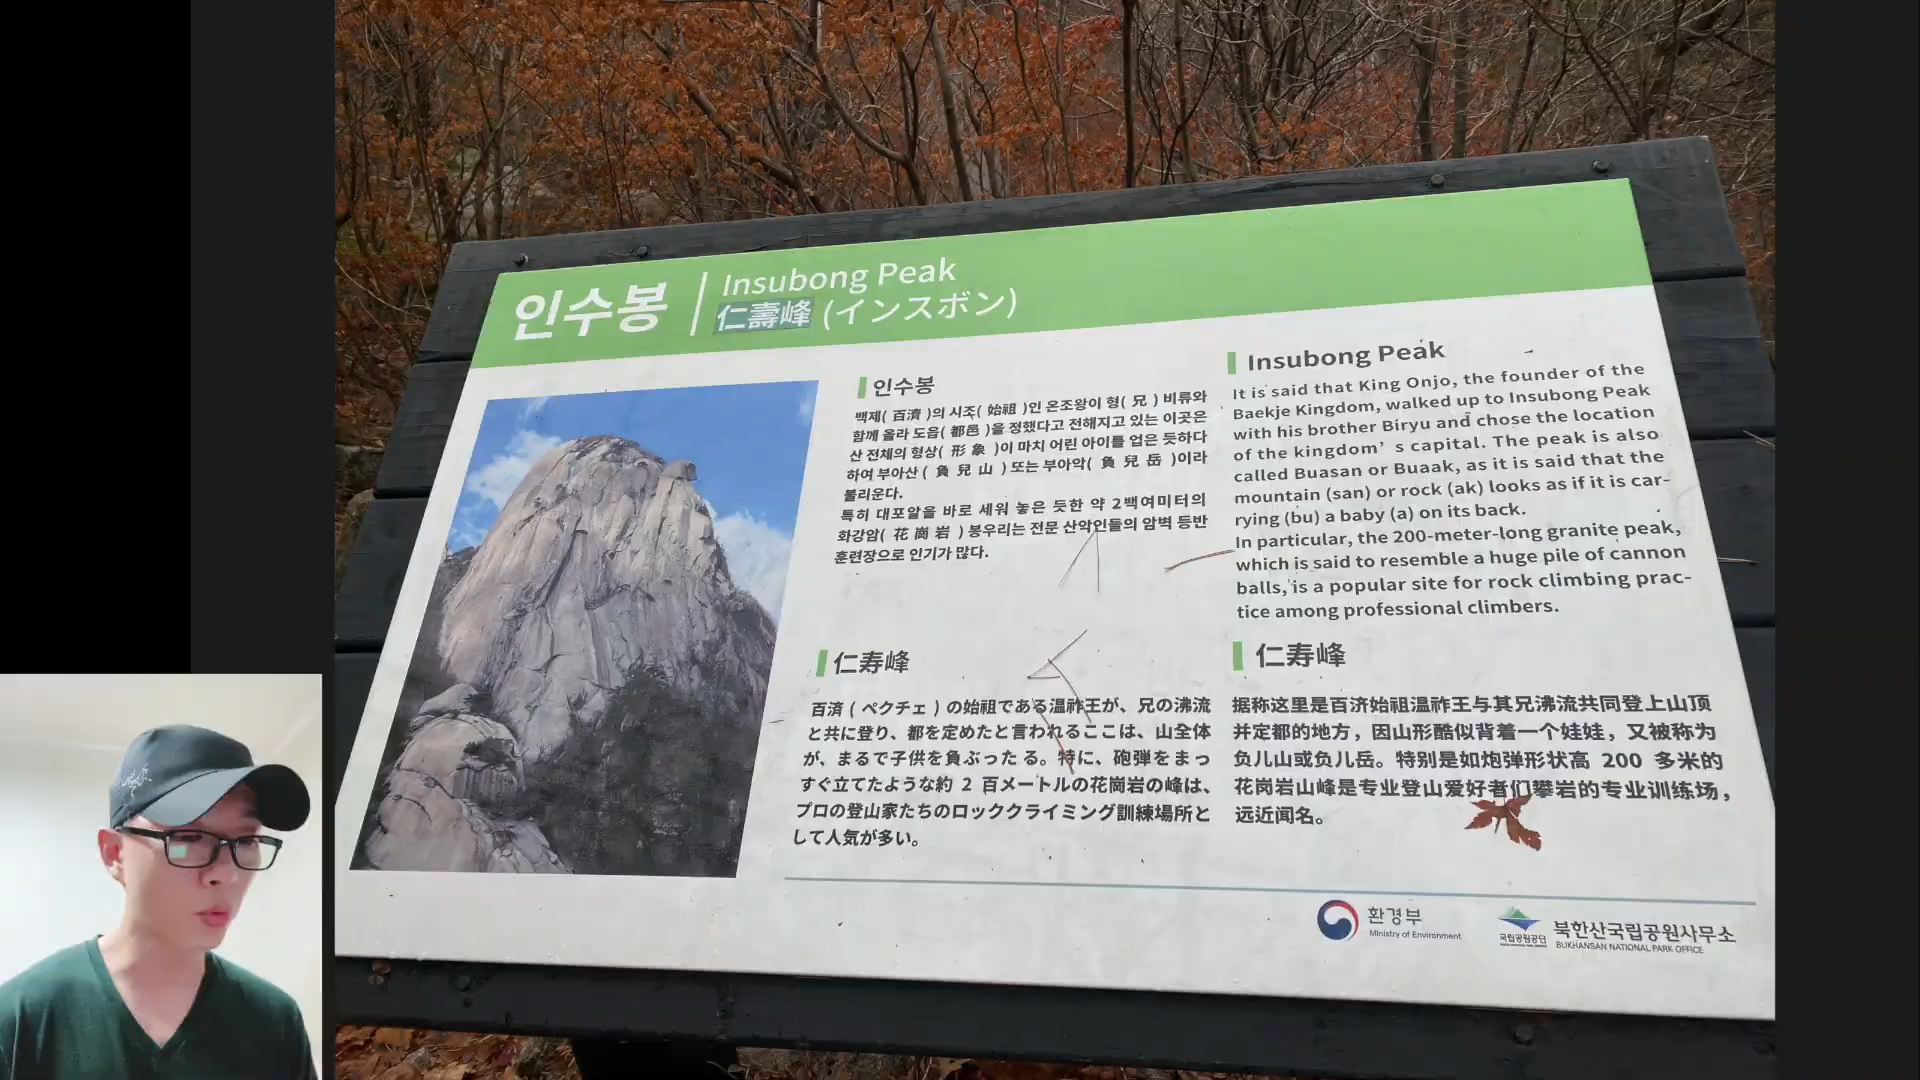 인수봉
Insubong Peak
仁壽峰 (インスボン)
인수봉
백제( 百濟 )의 시조( 始祖 )인 온조왕이 형( 兄 ) 비류와
함께 올라 도읍( 都邑 )을 정했다고 전해지고 있는 이곳은
산 전체의 형상( 形 象 )이 마치 어린 아이를 업은 듯하다
하여 부아산 ( 負 兒 山 ) 또는 부아악( 負 兒 岳 )이라
불리운다.
특히 대포알을 바로 세워 놓은 듯한 약 2백여미터의
화강암( 花 崗 岩 ) 봉우리는 전문 산악인들의 암벽 등반
훈련장으로 인기가 많다.
Insubong Peak
It is said that King Onjo, the founder of the
Baekje Kingdom, walked up to Insubong Peak
with his brother Biryu and chose the location
of the kingdom’ s capital. The peak is also
called Buasan or Buaak, as it is said that the
mountain (san) or rock (ak) looks as if it is car-
rying (bu) a baby (a) on its back.
In particular, the 200-meter-long granite peak,
which is said to resemble a huge pile of cannon
balls, is a popular site for rock climbing prac-
tice among professional climbers.
仁寿峰
百済 ( ペクチェ ) の始祖である温祚王が、兄の沸流
と共に登り、都を定めたと言われるここは、山全体
が、まるで子供を負ぶった る。特に、砲弾をまっ
すぐ立てたような約 2 百メートルの花崗岩の峰は、
プロの登山家たちのロッククライミング訓練場所と
して人気が多い。
仁寿峰
据称这里是百济始祖温祚王与其兄沸流共同登上山顶
并定都的地方，因山形酷似背着一个娃娃，又被称为
负儿山或负儿岳。特别是如炮弹形状高 200 多米的
花岗岩山峰是专业登山爱好者们攀岩的专业训练场，
远近闻名。
환경부
Ministry of Environment
국립공원공단
북한산국립공원사무소
BUKHANSAN NATIONAL PARK OFFICE